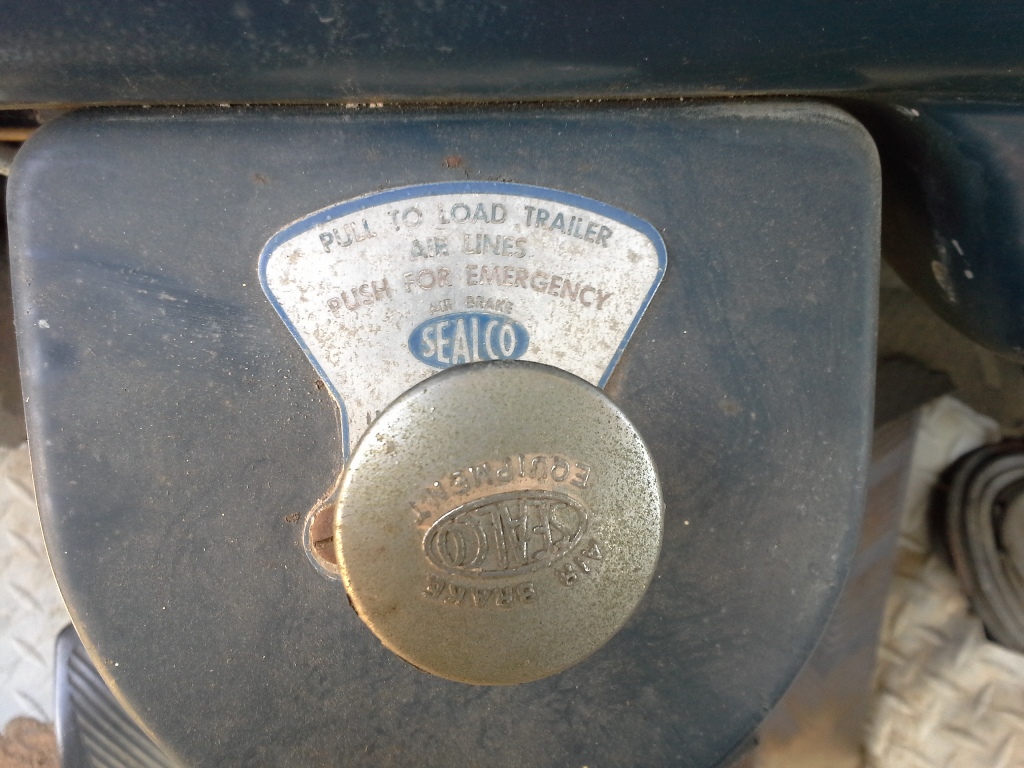 PULL TO LOAD TRAILER
AIR LINES
PUSH FOR EMERGENCY
AIR BRAKE
SEALCO
AIR BRAKE
SEALCO
EQUIPMENT